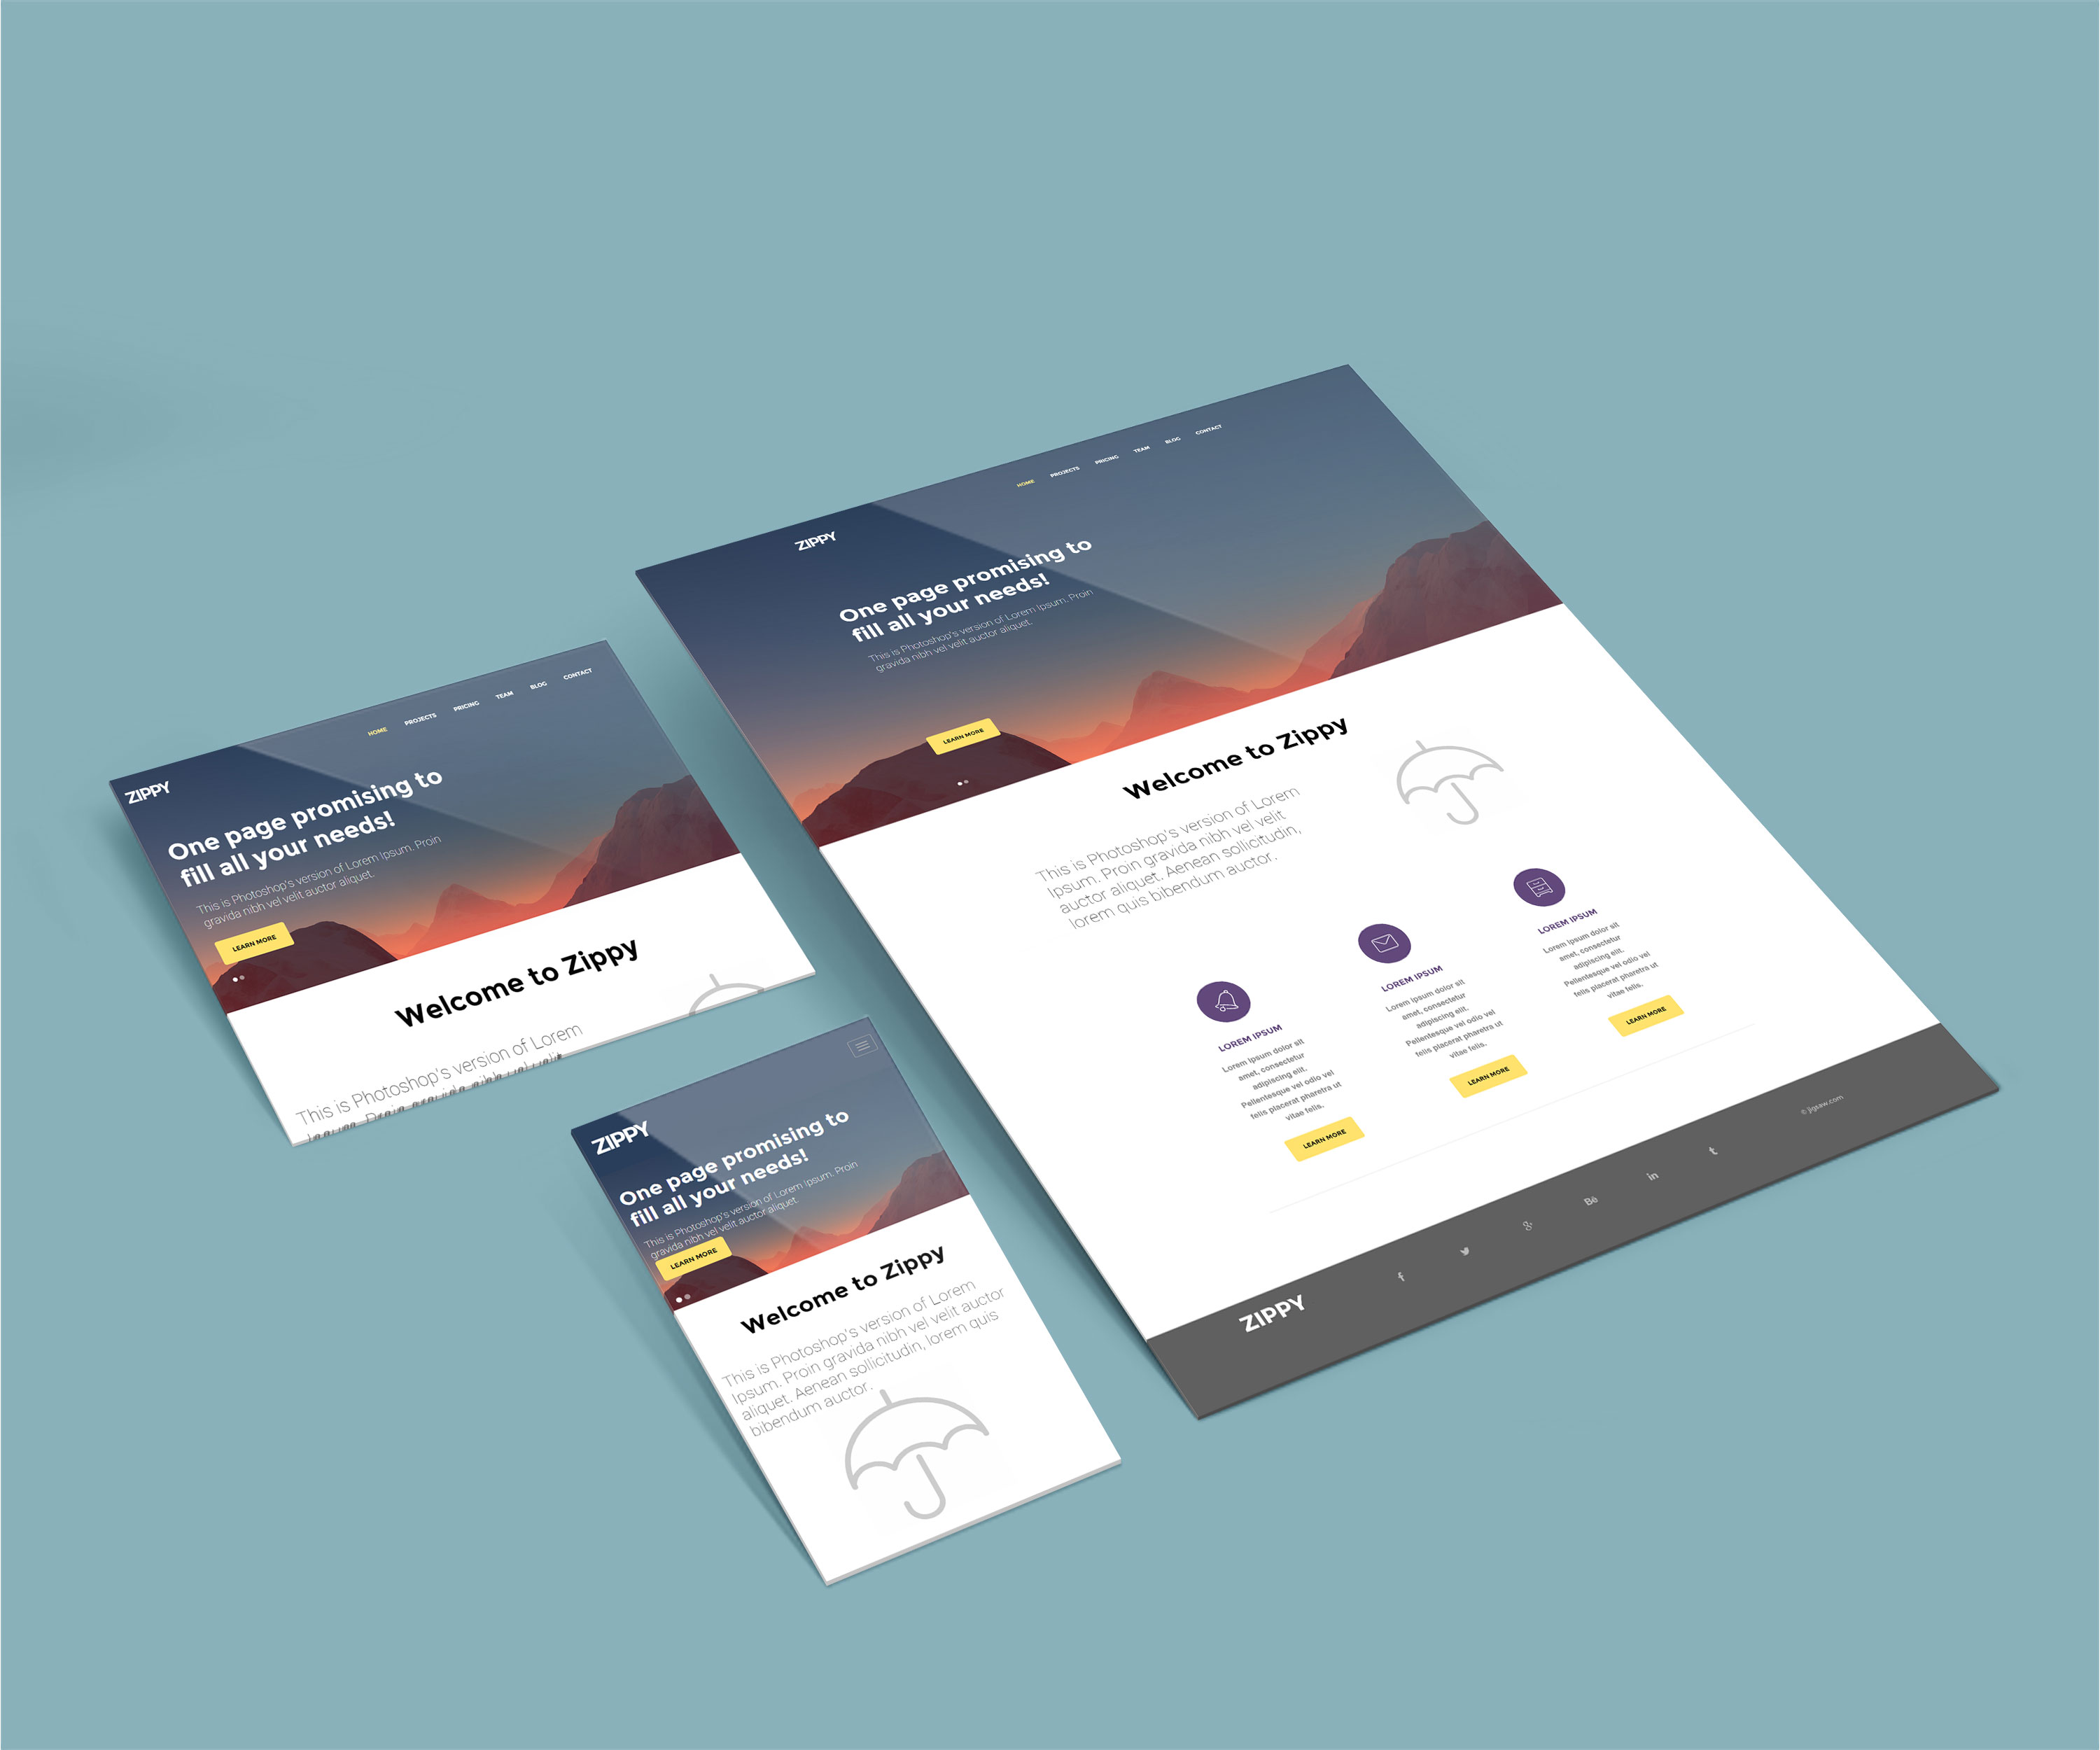 HOME PROJECTS PRICING TEAM BLOG CONTACT
ZIPPY
One page promising to
fill all your needs!
This is Photoshop's version of Lorem Ipsum. Proin
gravida nibh vel velit auctor aliquet.
LEARN MORE
Welcome to Zippy
This is Photoshop's version of Lorem
Ipsum. Proin gravida nibh vel velit
auctor aliquet. Aenean sollicitudin,
lorem quis bibendum auctor.
LOREM IPSUM
Lorem ipsum dolor sit
amet, consectetur
adipiscing elit.
Pellentesque vel odio vel
felis placerat pharetra ut
vitae felis.
LEARN MORE
LOREM IPSUM
Lorem ipsum dolor sit
amet, consectetur
adipiscing elit.
Pellentesque vel odio vel
felis placerat pharetra ut
vitae felis.
LEARN MORE
LOREM IPSUM
Lorem ipsum dolor sit
amet, consectetur
adipiscing elit.
Pellentesque vel odio vel
felis placerat pharetra ut
vitae felis.
LEARN MORE
ZIPPY
© jigsaw.com
HOME PROJECTS PRICING TEAM BLOG CONTACT
ZIPPY
One page promising to
fill all your needs!
This is Photoshop's version of Lorem Ipsum. Proin
gravida nibh vel velit auctor aliquet.
LEARN MORE
Welcome to Zippy
This is Photoshop's version of Lorem
ZIPPY
One page promising to
fill all your needs!
This is Photoshop's version of Lorem Ipsum. Proin
gravida nibh vel velit auctor aliquet.
LEARN MORE
Welcome to Zippy
This is Photoshop's version of Lorem
Ipsum. Proin gravida nibh vel velit auctor
aliquet. Aenean sollicitudin, lorem quis
bibendum auctor.